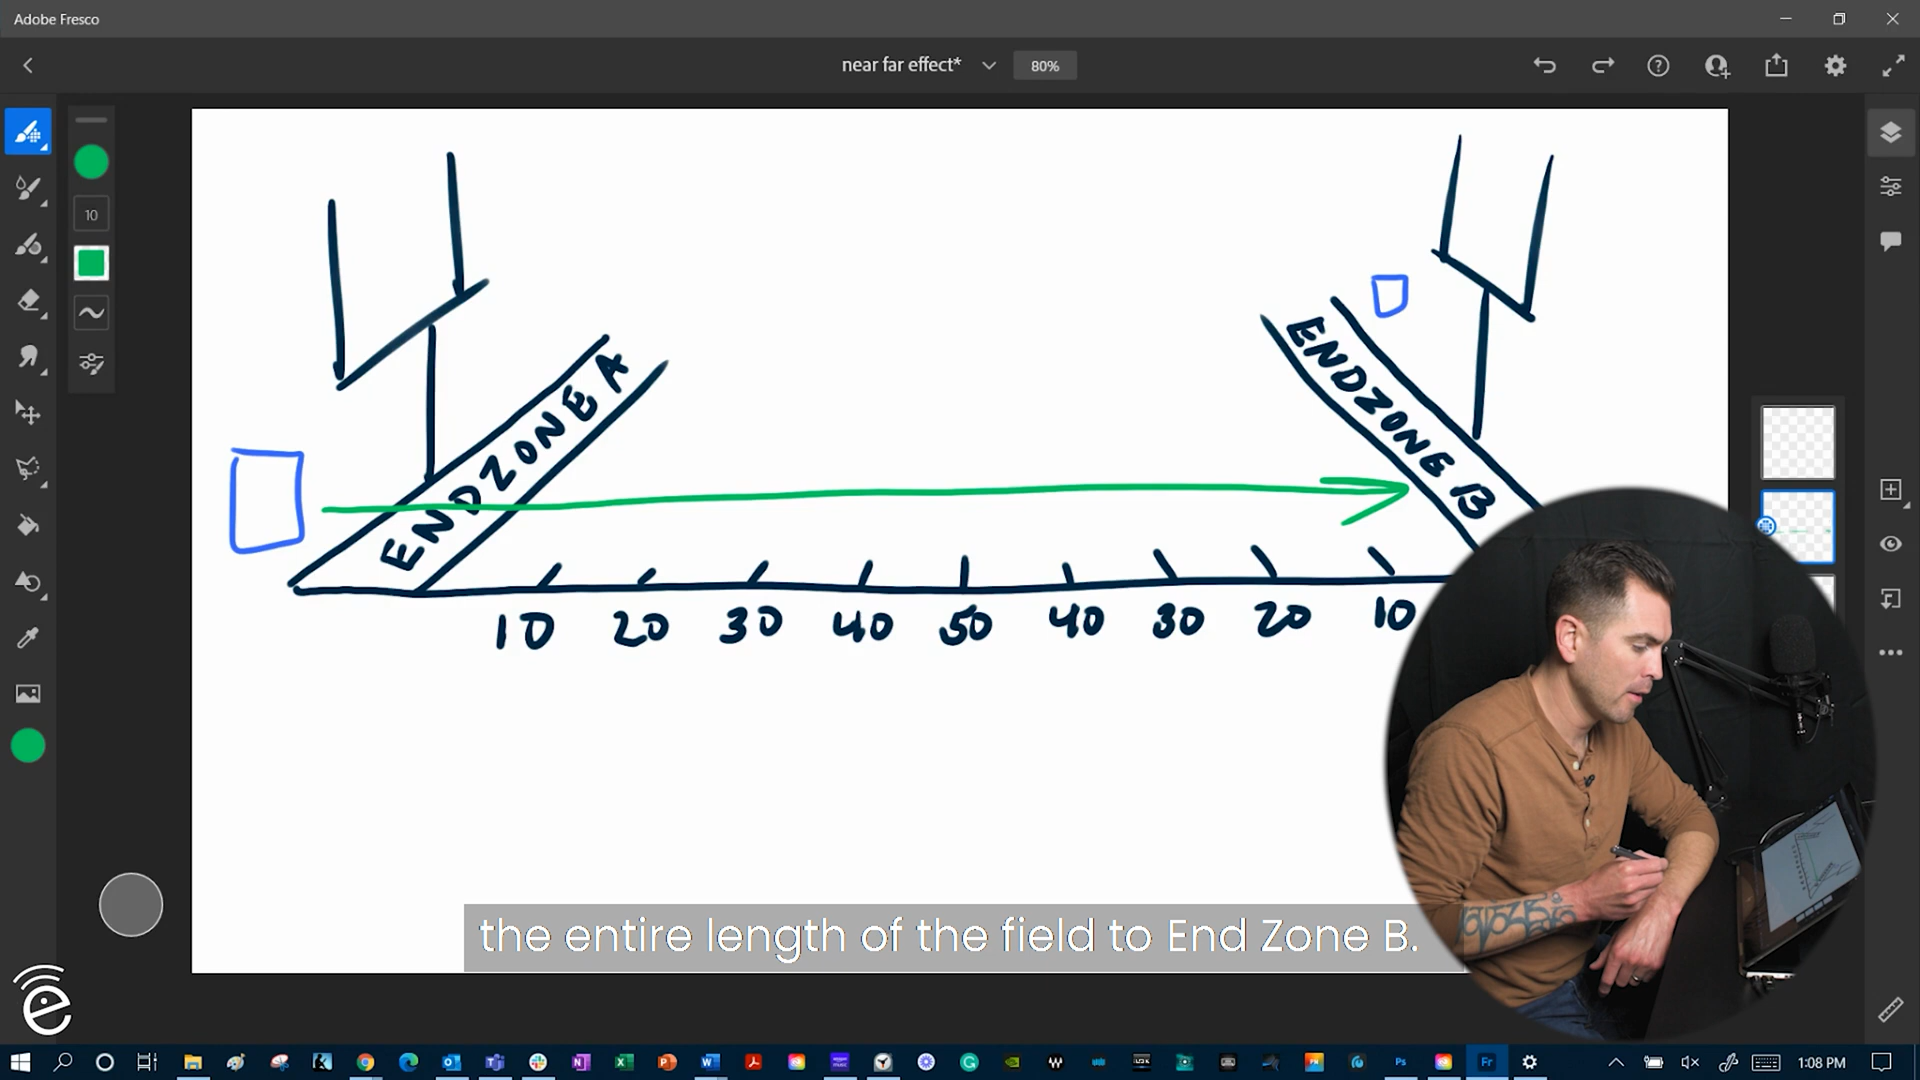 Adobe Fresco
near far effect*
80%
10
ENDZONE A
ENDZONE B
10 20 30 40 50 40 30 20 10
the entire length of the field to End Zone B.
1:08 PM